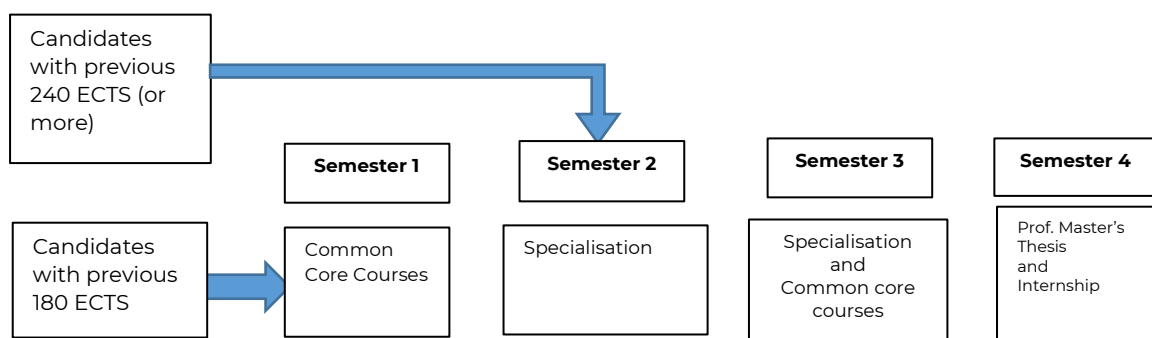 Candidates
with previous
240 ECTS (or
more)
Semester 1
Semester 2
Semester 3
Semester 4
Candidates
with previous
180 ECTS
Common
Core Courses
Specialisation
Specialisation
and
Common core
courses
Prof. Master’s
Thesis
and
Internship